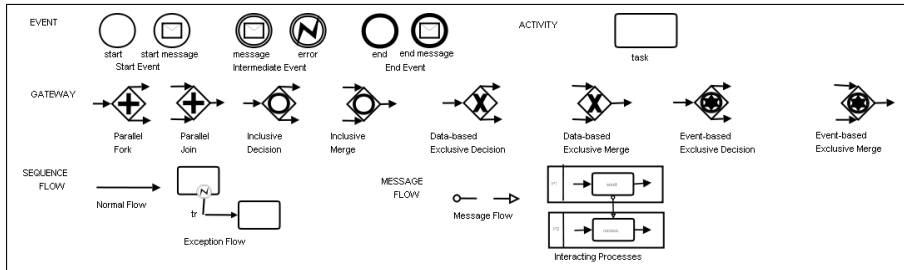 EVENT
ACTIVITY
start
start message
message
error
end
end message
task
Start Event
Intermediate Event
End Event
GATEWAY
Parallel
Fork
Parallel
Join
Inclusive
Decision
Inclusive
Merge
Data-based
Exclusive Decision
Data-based
Exclusive Merge
Event-based
Exclusive Decision
Event-based
Exclusive Merge
SEQUENCE
FLOW
Normal Flow
tr
Exception Flow
MESSAGE
FLOW
Message Flow
Interacting Processes